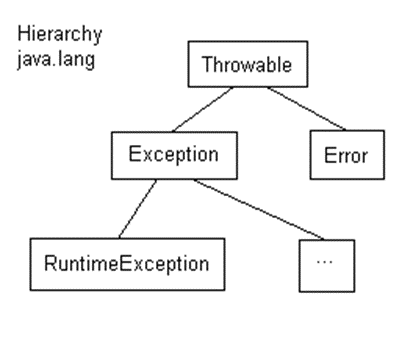 Hierarchy
java.lang
Throwable
Exception
Error
RuntimeException
...